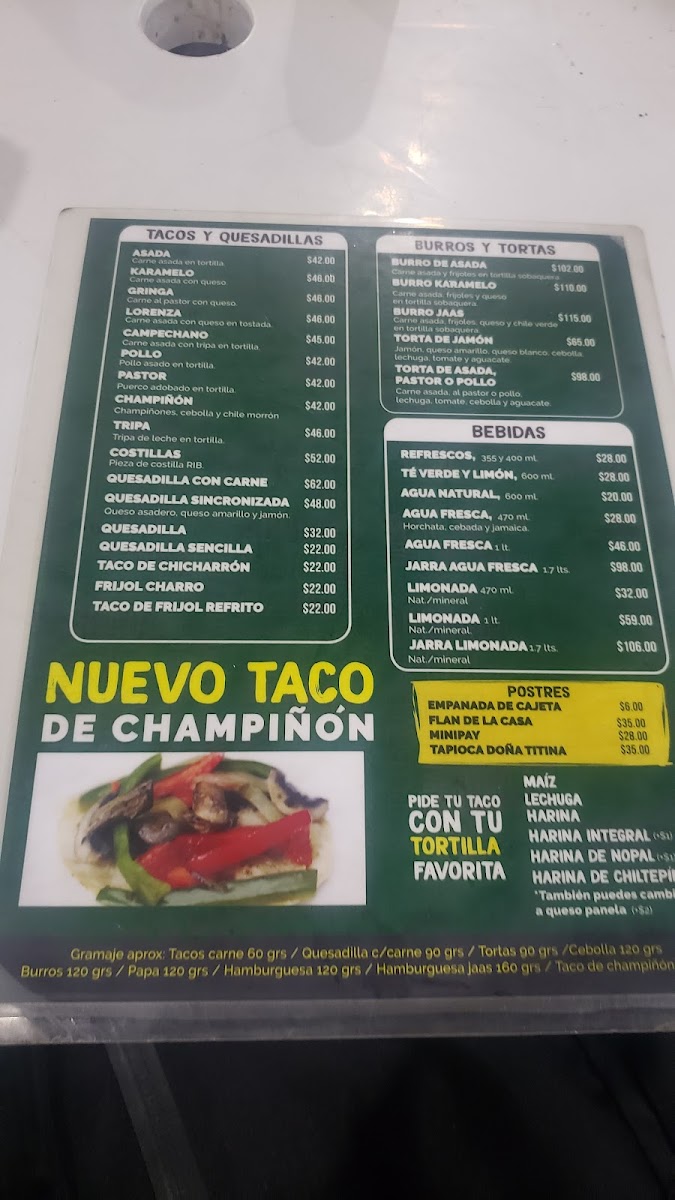 TACOS Y QUESADILLAS
ASADA $42.00
Carne asada en tortilla.
KARAMELO $46.00
Carne asada con queso.
GRINGA $46.00
Carne al pastor con queso.
LORENZA $46.00
Carne asada con queso en tostada.
CAMPECHANO $45.00
Carne asada con tripa en tortilla.
POLLO $42.00
Pollo asado en tortilla.
PASTOR $42.00
Puerco adobado en tortilla.
CHAMPIÑÓN $42.00
Champiñones, cebolla y chile morrón
TRIPA $46.00
Tripa de leche en tortilla.
COSTILLAS $52.00
Pieza de costilla RIB.
QUESADILLA CON CARNE $62.00
QUESADILLA SINCRONIZADA $48.00
Queso asadero, queso amarillo y jamón.
QUESADILLA $32.00
QUESADILLA SENCILLA $22.00
TACO DE CHICHARRÓN $22.00
FRIJOL CHARRO $22.00
TACO DE FRIJOL REFRITO $22.00
BURROS Y TORTAS
BURRO DE ASADA $102.00
Carne asada y frijoles en tortilla sobaquera.
BURRO KARAMELO $110.00
Carne asada, frijoles y queso
en tortilla sobaquera.
BURRO JAAS $115.00
Carne asada, frijoles, queso y chile verde
en tortilla sobaquera.
TORTA DE JAMÓN $65.00
Jamón, queso amarillo, queso blanco, cebolla,
lechuga, tomate y aguacate.
TORTA DE ASADA,
PASTOR O POLLO $98.00
Carne asada, al pastor o pollo,
lechuga, tomate, cebolla y aguacate.
BEBIDAS
REFRESCOS, 355 y 400 ml. $28.00
TÉ VERDE Y LIMÓN, 600 ml. $28.00
AGUA NATURAL, 600 ml. $20.00
AGUA FRESCA, 470 ml. $28.00
Horchata, cebada y jamaica.
AGUA FRESCA 1 lt. $46.00
JARRA AGUA FRESCA 1.7 lts. $98.00
LIMONADA 470 ml. $32.00
Nat./mineral
LIMONADA 1 lt. $59.00
Nat./mineral.
JARRA LIMONADA 1.7 lts. $106.00
Nat./mineral
POSTRES
EMPANADA DE CAJETA $6.00
FLAN DE LA CASA $35.00
MINIPAY $28.00
TAPIOCA DOÑA TITINA $35.00
NUEVO TACO
DE CHAMPIÑÓN
PIDE TU TACO
CON TU
TORTILLA
FAVORITA
MAÍZ
LECHUGA
HARINA
HARINA INTEGRAL (+$1)
HARINA DE NOPAL (+$1
HARINA DE CHILTEPÍ
*También puedes cambi
a queso panela (+$2)
Gramaje aprox: Tacos carne 60 grs / Quesadilla c/carne 90 grs / Tortas 90 grs /Cebolla 120 grs
Burros 120 grs / Papa 120 grs / Hamburguesa 120 grs / Hamburguesa jaas 160 grs / Taco de champiñón